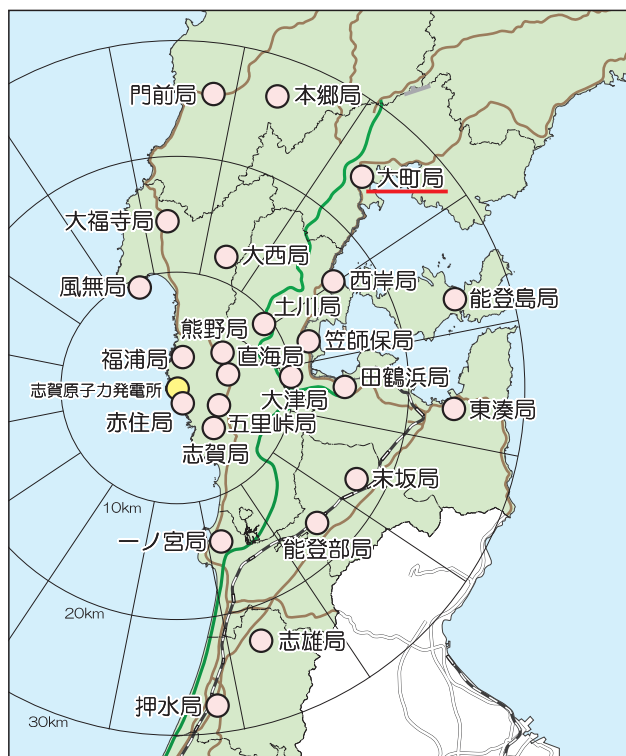 門前局
本郷局
大町局
大福寺局
大西局
風無局
西岸局
能登島局
土川局
熊野局
笠師保局
福浦局
直海局
志賀原子力発電所
田鶴浜局
大津局
赤住局
五里峠局
東湊局
志賀局
末坂局
10km
一ノ宮局
能登部局
20km
志雄局
押水局
30km